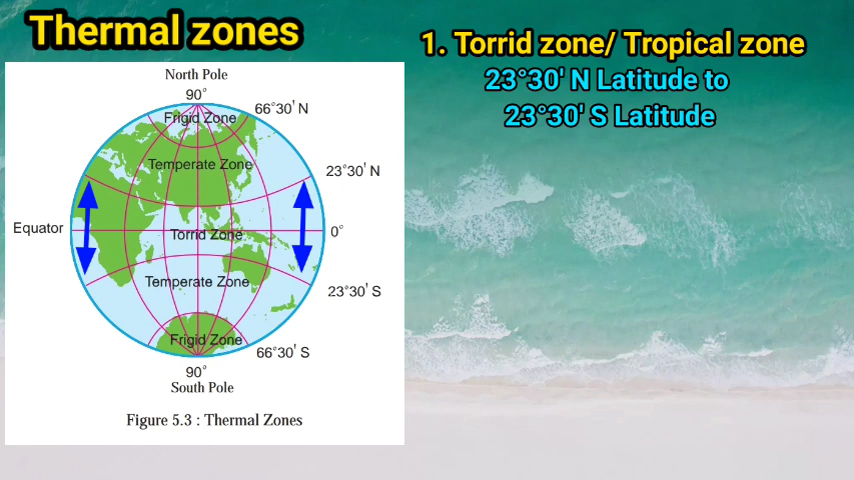 Thermal zones
1. Torrid zone/ Tropical zone
23°30' N Latitude to
23°30' S Latitude
North Pole
90°
66°30' N
Frigid Zone
Temperate Zone
23°30' N
Equator
Torrid Zone
0°
Temperate Zone
23°30' S
Frigid Zone
66°30' S
90°
South Pole
Figure 5.3 : Thermal Zones